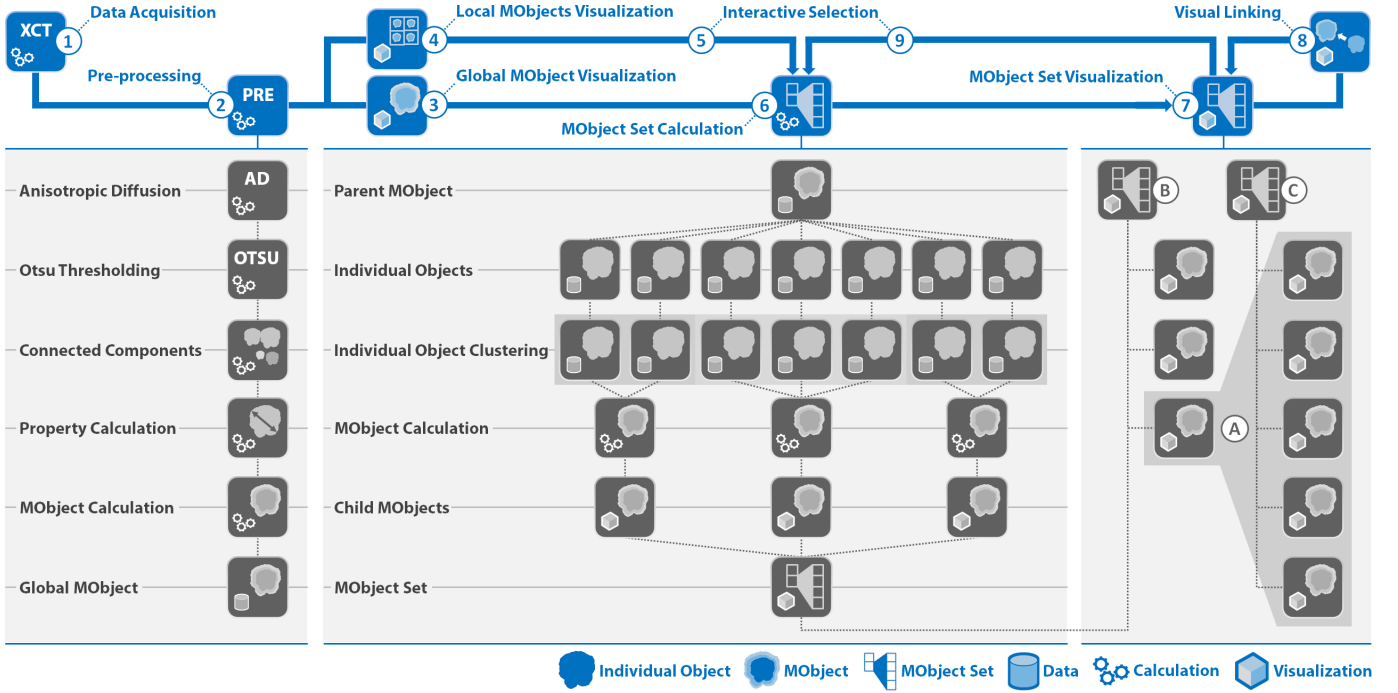 XCT
1
Data Acquisition
Local MObjects Visualization
Interactive Selection
Visual Linking
4
5
9
8
Pre-processing
2
PRE
Global MObject Visualization
3
MObject Set Visualization
6
7
MObject Set Calculation
Anisotropic Diffusion
AD
Parent MObject
B
C
Otsu Thresholding
OTSU
Individual Objects
Connected Components
Individual Object Clustering
Property Calculation
MObject Calculation
A
MObject Calculation
Child MObjects
Global MObject
MObject Set
Individual Object
MObject
MObject Set
Data
Calculation
Visualization